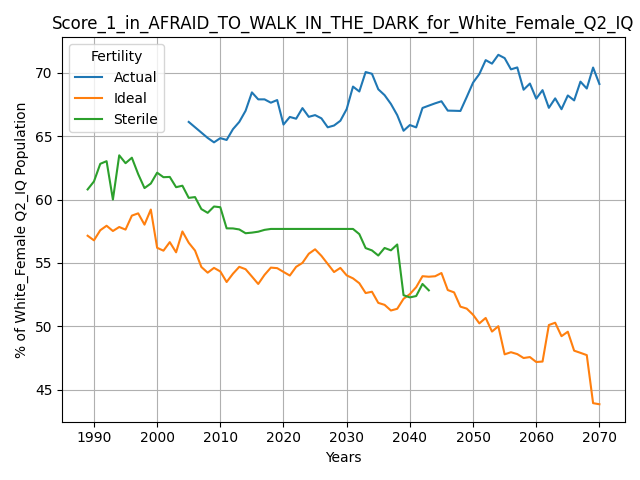 Score_1_in_AFRAID_TO_WALK_IN_THE_DARK_for_White_Female_Q2_IQ
Fertility
Actual
Ideal
Sterile
% of White_Female Q2_IQ Population
70
65
60
55
50
45
1990 2000 2010 2020 2030 2040 2050 2060 2070
Years